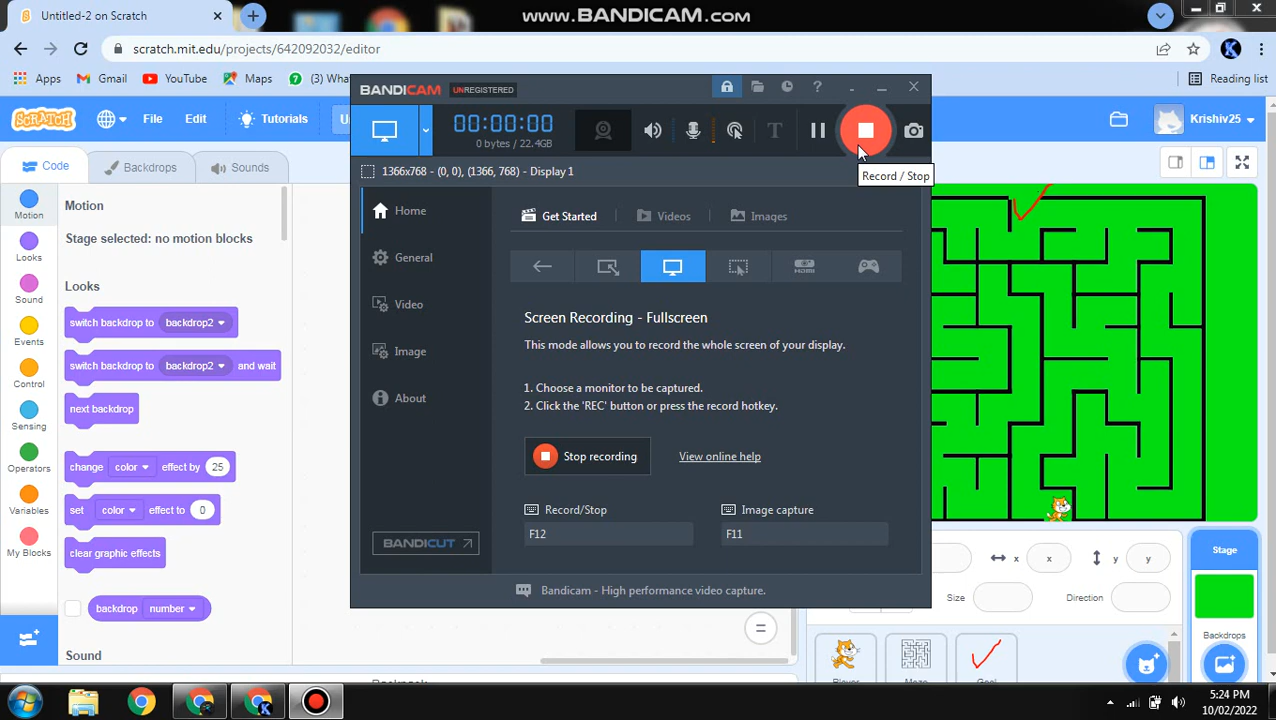 Untitled-2 on Scratch
www.BANDICAM.com
scratch.mit.edu/projects/642092032/editor
Apps
Gmail
YouTube
Maps
(3) Wha
Reading list
SCRATCH
File
Edit
Tutorials
Krishiv25
BANDICAM
UNREGISTERED
00:00:00
0 bytes / 22.4GB
Record / Stop
1366x768 - (0, 0), (1366, 768) - Display 1
Code
Backdrops
Sounds
Motion
Looks
Sound
Events
Control
Sensing
Operators
Variables
My Blocks
Motion
Stage selected: no motion blocks
Looks
switch backdrop to backdrop2
switch backdrop to backdrop2 and wait
next backdrop
change color effect by 25
set color effect to 0
clear graphic effects
backdrop number
Sound
Home
General
Video
Image
About
BANDICUT
Get Started
Videos
Images
HDMI
Screen Recording - Fullscreen
This mode allows you to record the whole screen of your display.
1. Choose a monitor to be captured.
2. Click the 'REC' button or press the record hotkey.
Stop recording
View online help
Record/Stop
F12
Image capture
F11
Bandicam - High performance video capture.
x
x
y
y
Size
Direction
Stage
Backdrops
Player
Maze
Goal
5:24 PM
10/02/2022